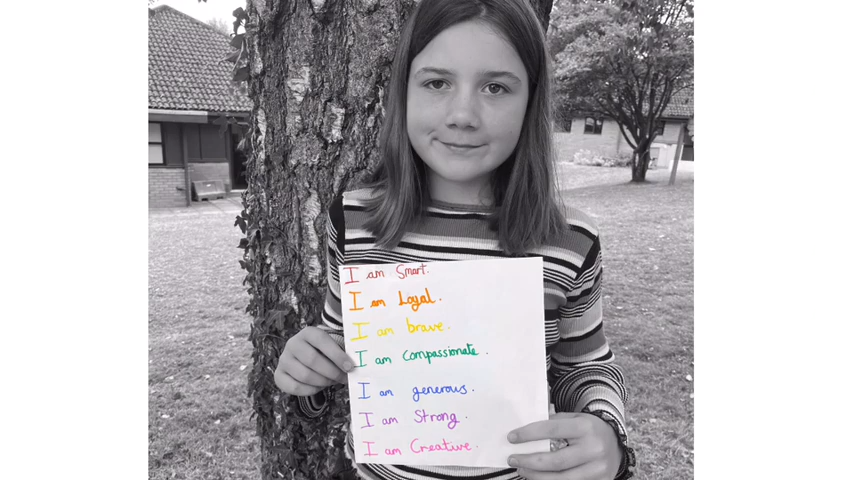 I am Smart.
I am Loyal.
I am brave.
I am Compassionate.
I am generous.
I am Strong.
I am Creative.